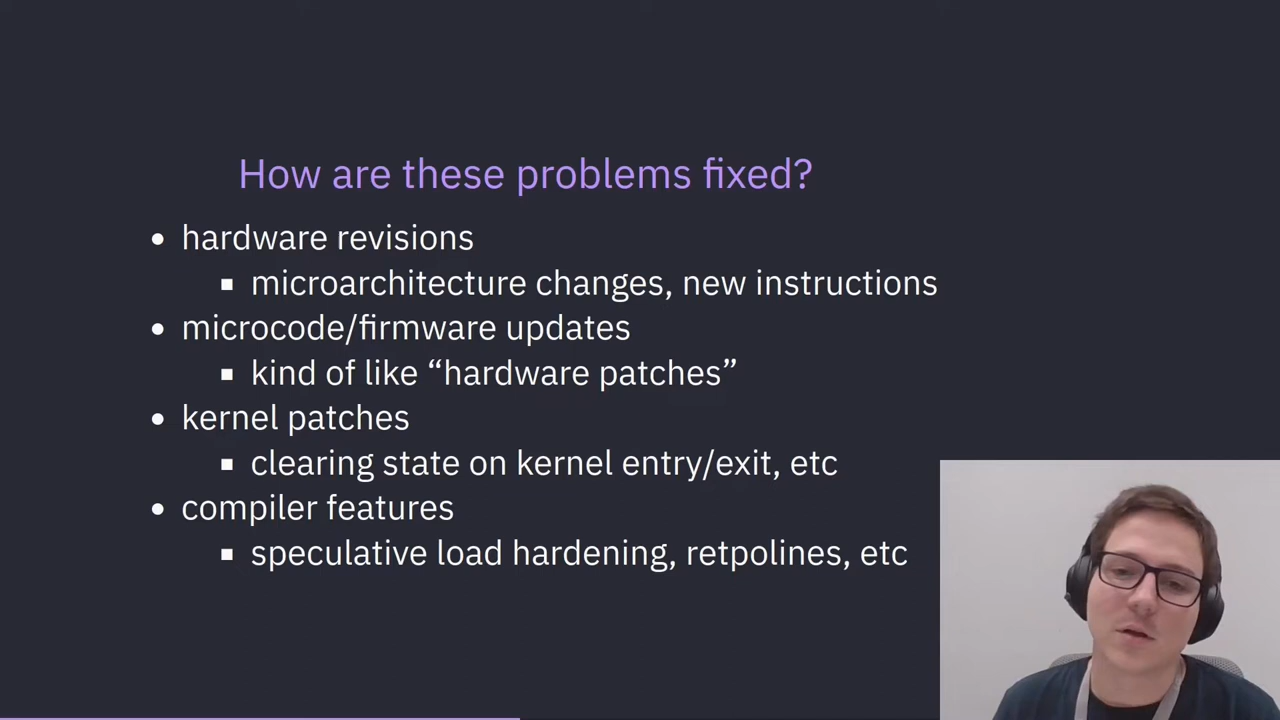 How are these problems fixed?
• hardware revisions
▪ microarchitecture changes, new instructions
• microcode/firmware updates
▪ kind of like “hardware patches”
• kernel patches
▪ clearing state on kernel entry/exit, etc
• compiler features
▪ speculative load hardening, retpolines, etc